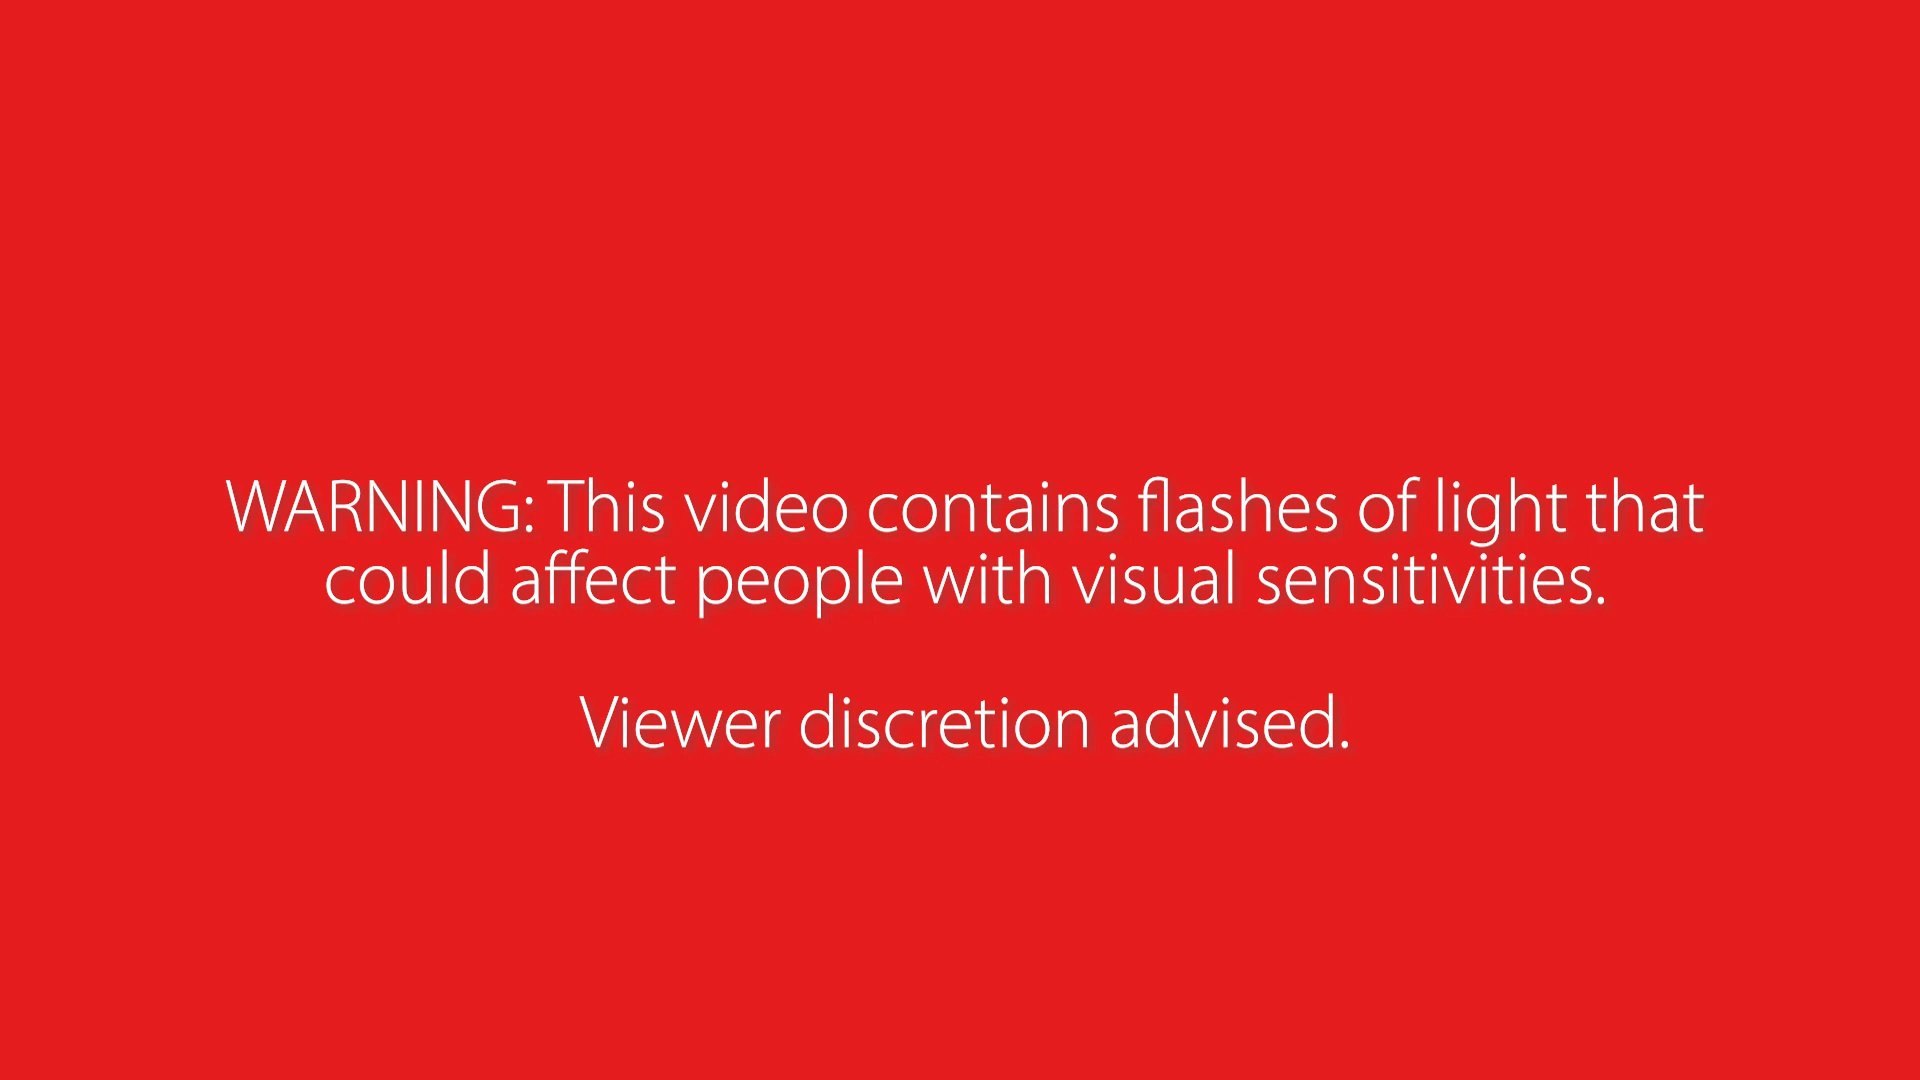 WARNING: This video contains flashes of light that
could affect people with visual sensitivities.
Viewer discretion advised.